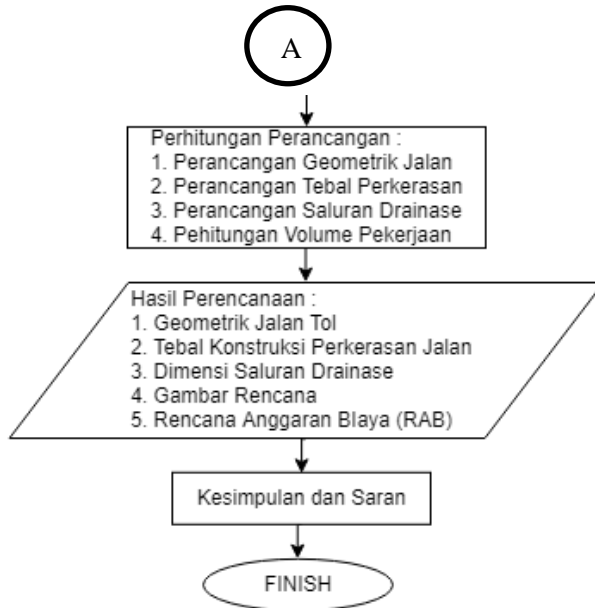 A
Perhitungan Perancangan :
1. Perancangan Geometrik Jalan
2. Perancangan Tebal Perkerasan
3. Perancangan Saluran Drainase
4. Pehitungan Volume Pekerjaan
Hasil Perencanaan :
1. Geometrik Jalan Tol
2. Tebal Konstruksi Perkerasan Jalan
3. Dimensi Saluran Drainase
4. Gambar Rencana
5. Rencana Anggaran BIaya (RAB)
Kesimpulan dan Saran
FINISH